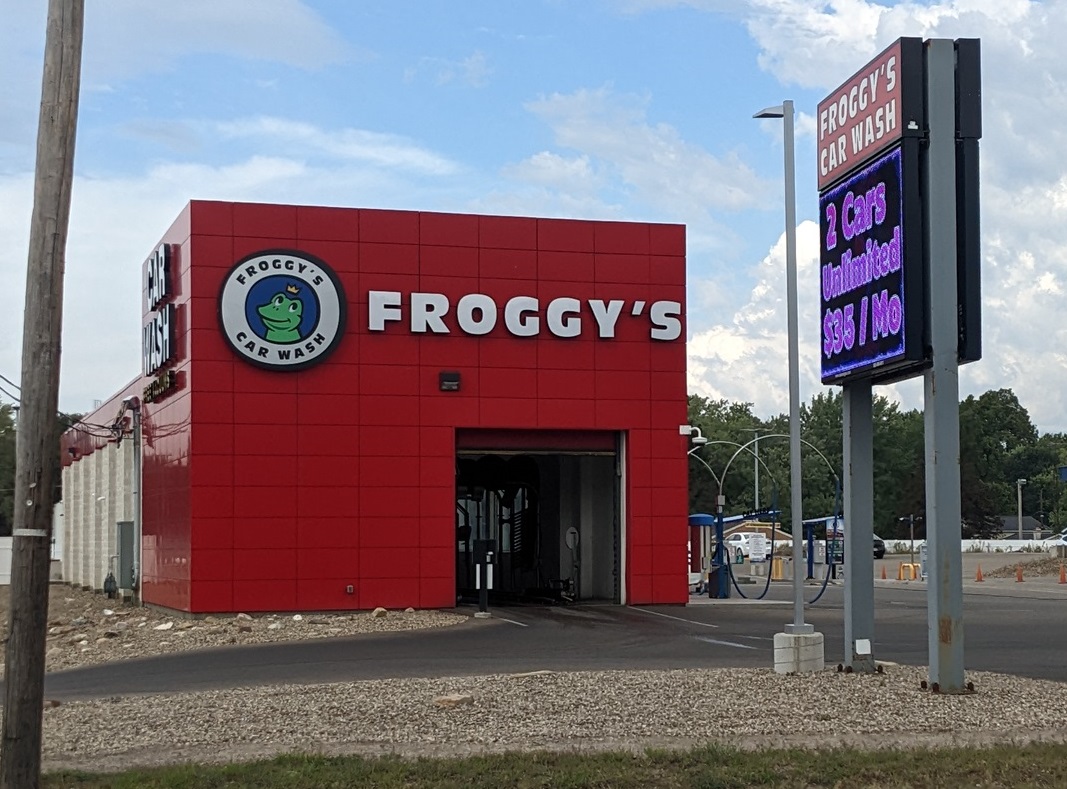 CAR
WASH
FROGGY'S
CAR WASH
FROGGY'S
FROGGY'S
CAR WASH
2 Cars
Unlimited
$35 / Mo